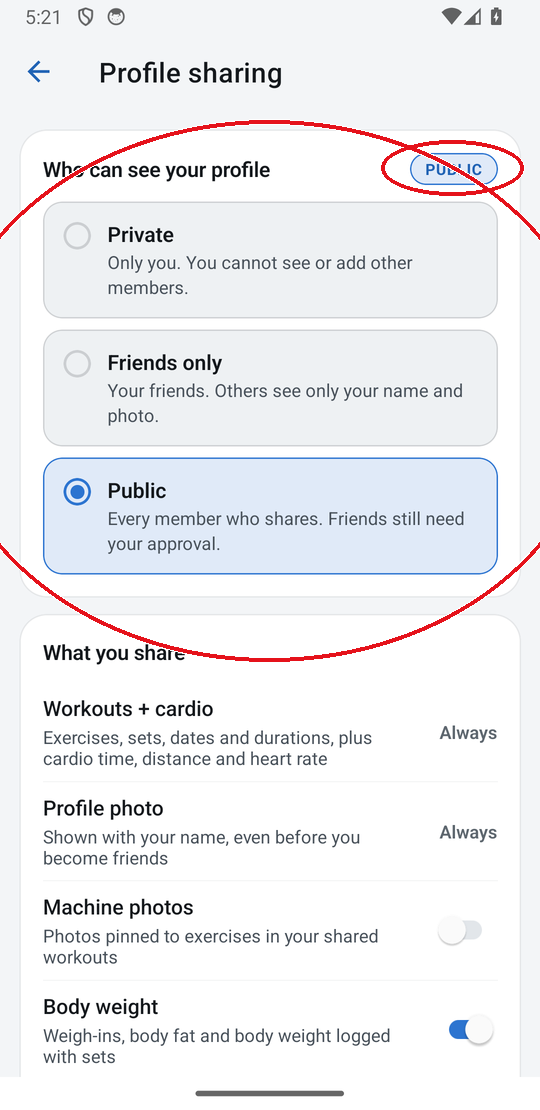 5:21
Profile sharing
Who can see your profile
PUBLIC
Private
Only you. You cannot see or add other
members.
Friends only
Your friends. Others see only your name and
photo.
Public
Every member who shares. Friends still need
your approval.
What you share
Workouts + cardio
Exercises, sets, dates and durations, plus
cardio time, distance and heart rate
Always
Profile photo
Shown with your name, even before you
become friends
Always
Machine photos
Photos pinned to exercises in your shared
workouts
Body weight
Weigh-ins, body fat and body weight logged
with sets